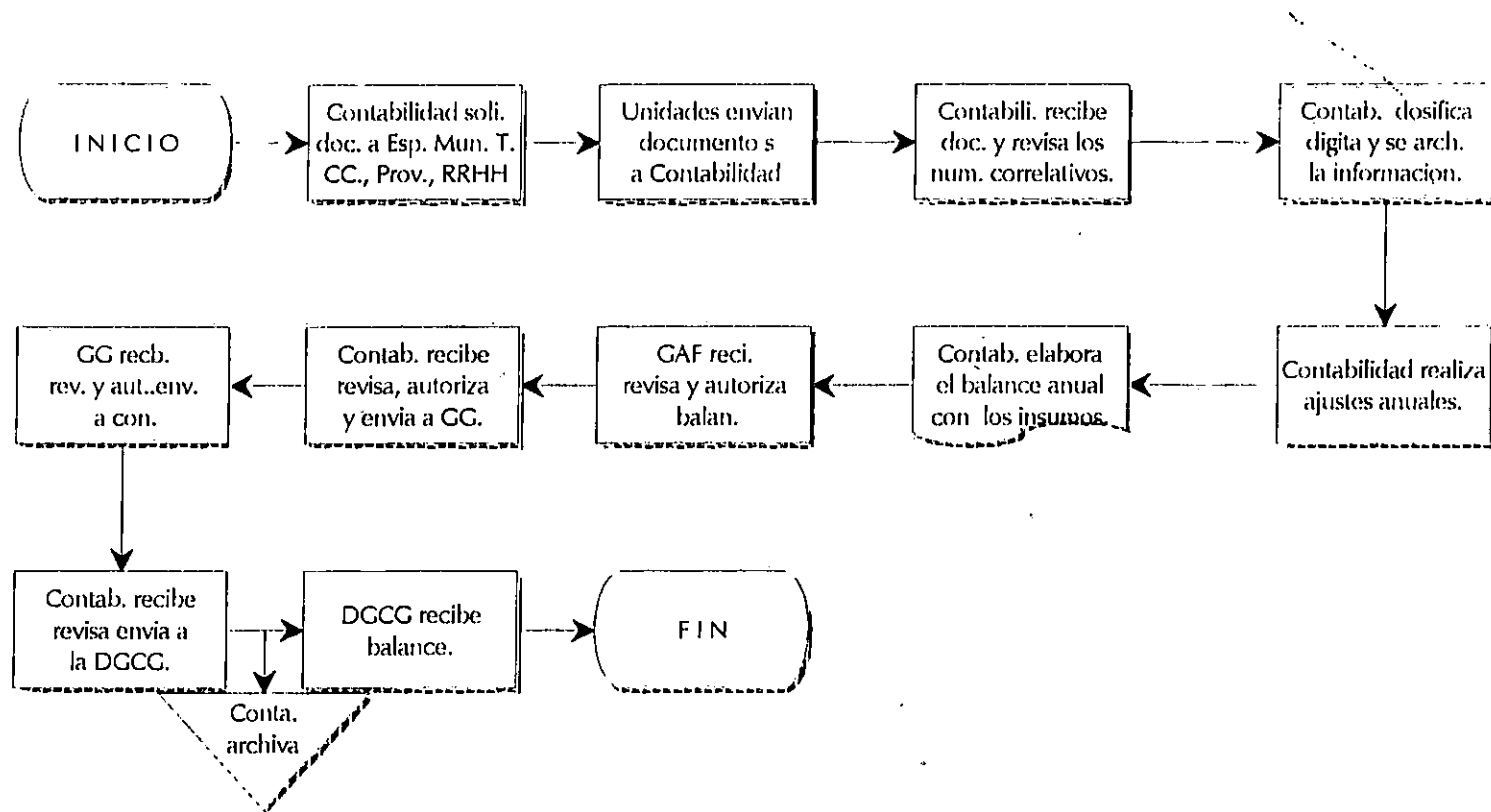 INICIO
Contabilidad soli.
doc. a Esp. Mun. T.
CC., Prov., RRHH
Unidades envian
documento s
a Contabilidad
Contabili. recibe
doc. y revisa los
num. correlativos.
Contab. dosifica
digita y se arch.
la informacion.
GG recb.
rev. y aut..env.
a con.
Contab. recibe
revisa, autoriza
y envia a GG.
GAF reci.
revisa y autoriza
balan.
Contab. elabora
el balance anual
con los insumos.
Contabilidad realiza
ajustes anuales.
Contab. recibe
revisa envia a
la DGCG.
DGCG recibe
balance.
FIN
Conta.
archiva